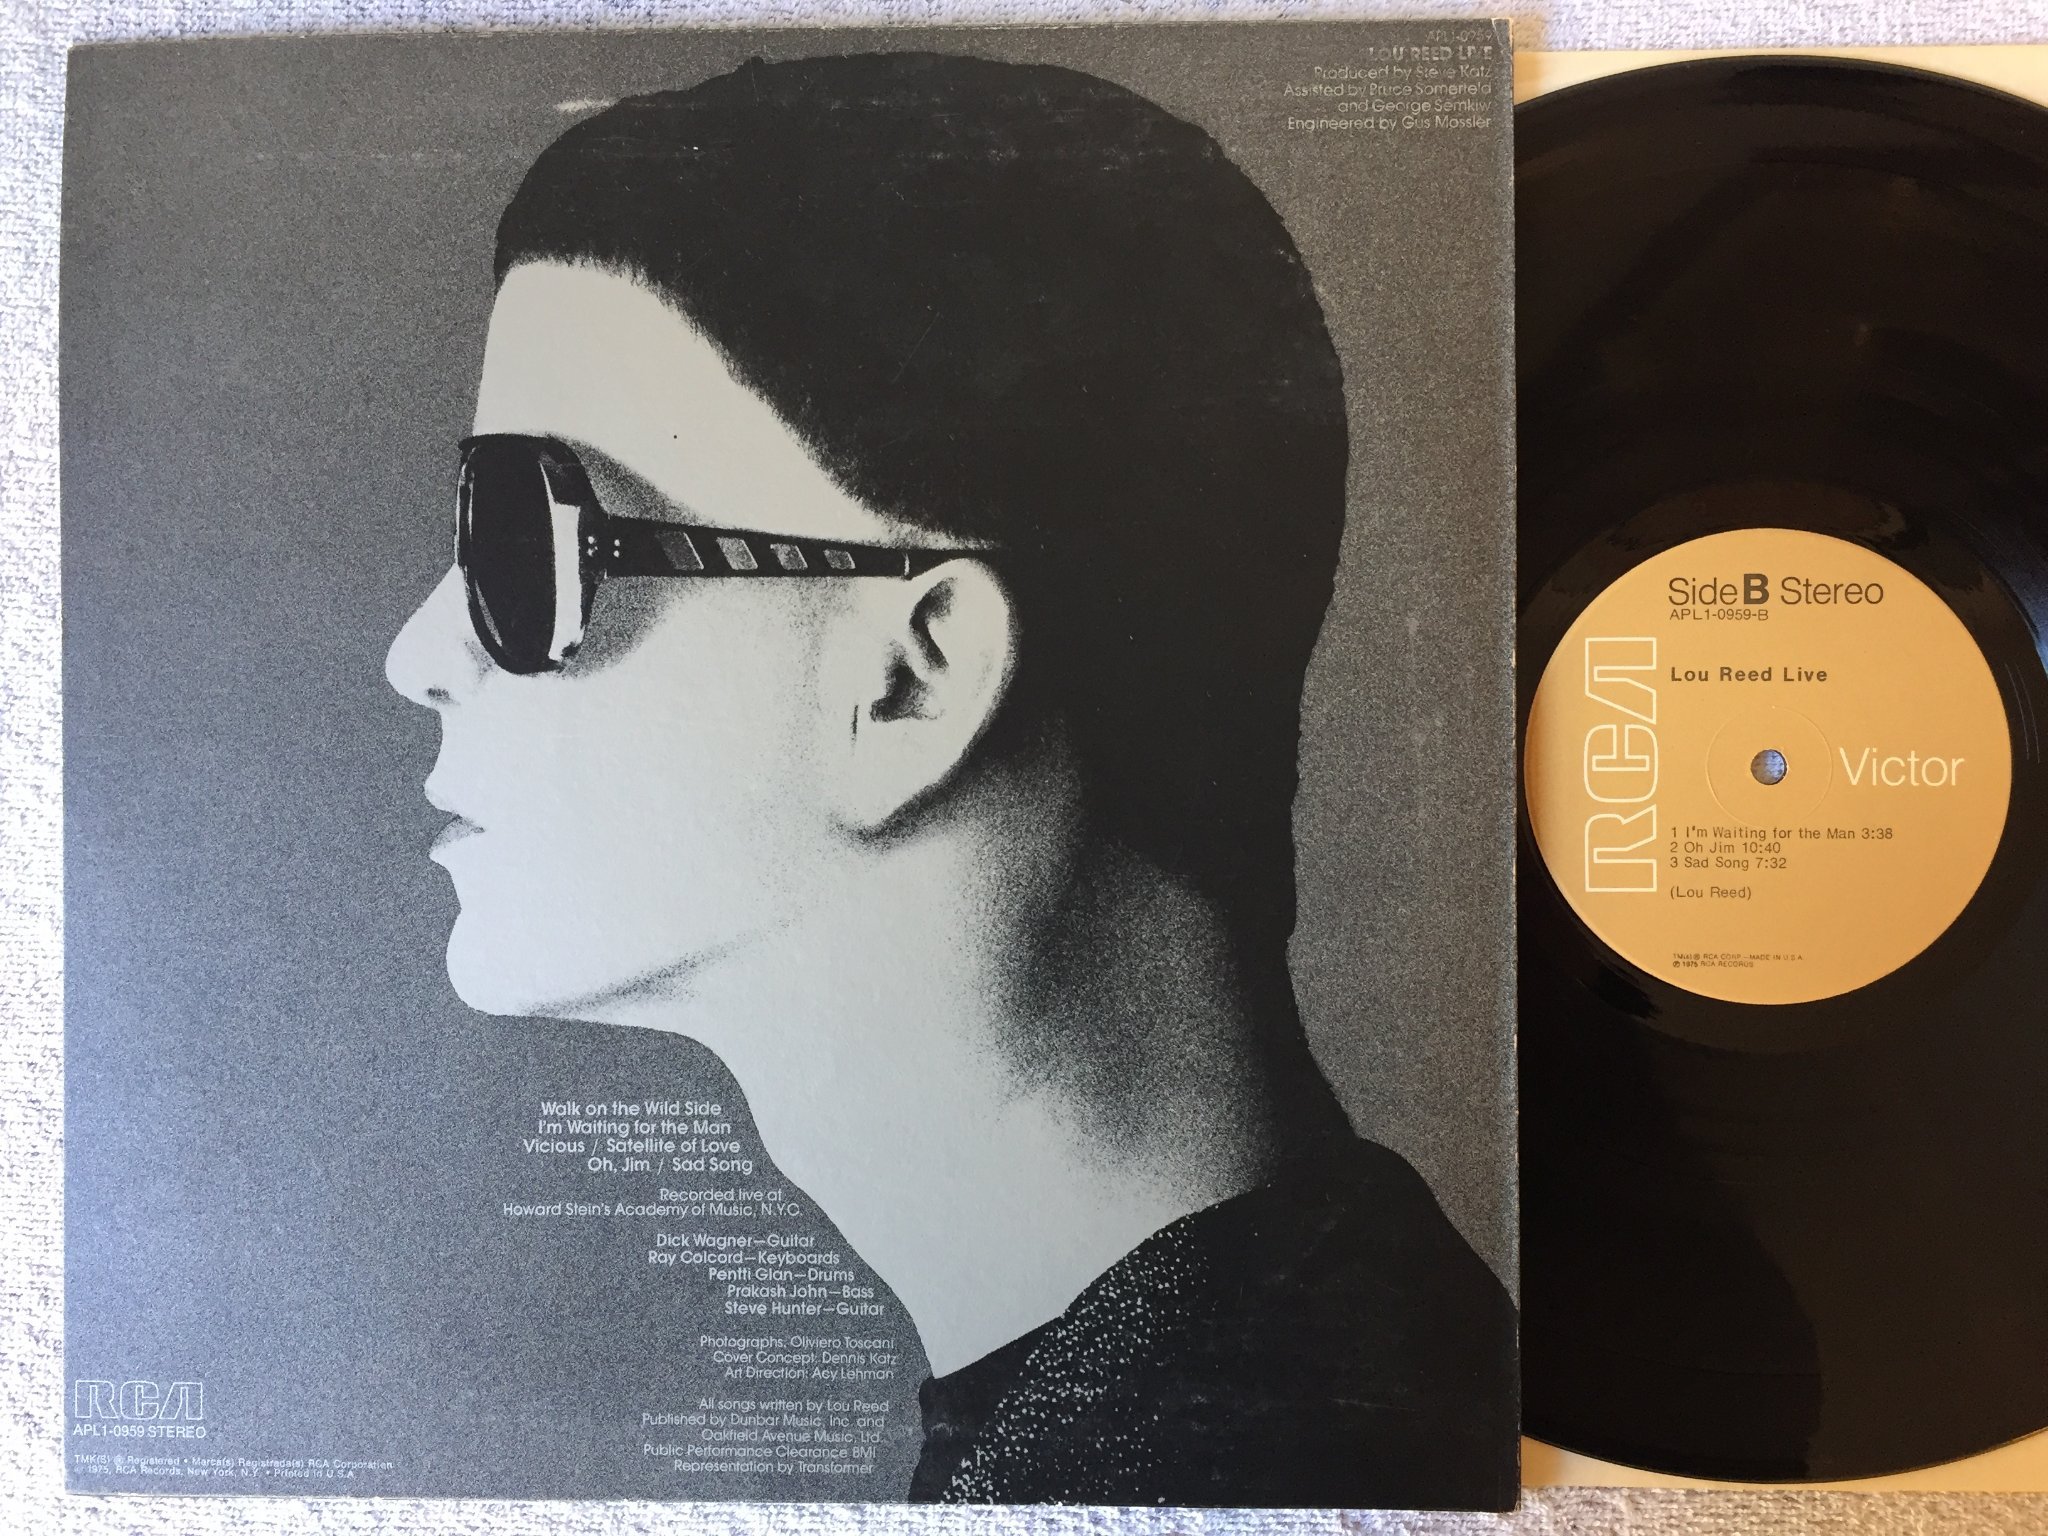 APL1-0959
LOU REED LIVE
Produced by Steve Katz
Assisted by Bruce Somerfeld
and George Semkiw
Engineered by Gus Mossler
Walk on the Wild Side
I'm Waiting for the Man
Vicious / Satellite of Love
Oh, Jim / Sad Song
Recorded live at
Howard Stein's Academy of Music, N.Y.C.
Dick Wagner—Guitar
Ray Colcord—Keyboards
Pentti Glan—Drums
Prakash John—Bass
Steve Hunter—Guitar
Photographs, Oliviero Toscani
Cover Concept: Dennis Katz
Art Direction: Acy Lehman
All songs written by Lou Reed
Published by Dunbar Music, Inc. and
Oakfield Avenue Music, Ltd.
Public Performance Clearance BMI
Representation by Transformer
RCA
APL1-0959 STEREO
TMK(S) ® Registered • Marca(s) Registrada(s) RCA Corporation
© 1975, RCA Records, New York, N.Y. • Printed in U.S.A.
Side B Stereo
APL1-0959-B
Lou Reed Live
RCA Victor
1 I'm Waiting for the Man 3:38
2 Oh Jim 10:40
3 Sad Song 7:32
(Lou Reed)
TM(s) ® RCA CORP.—MADE IN U.S.A.
℗ 1975 RCA RECORDS